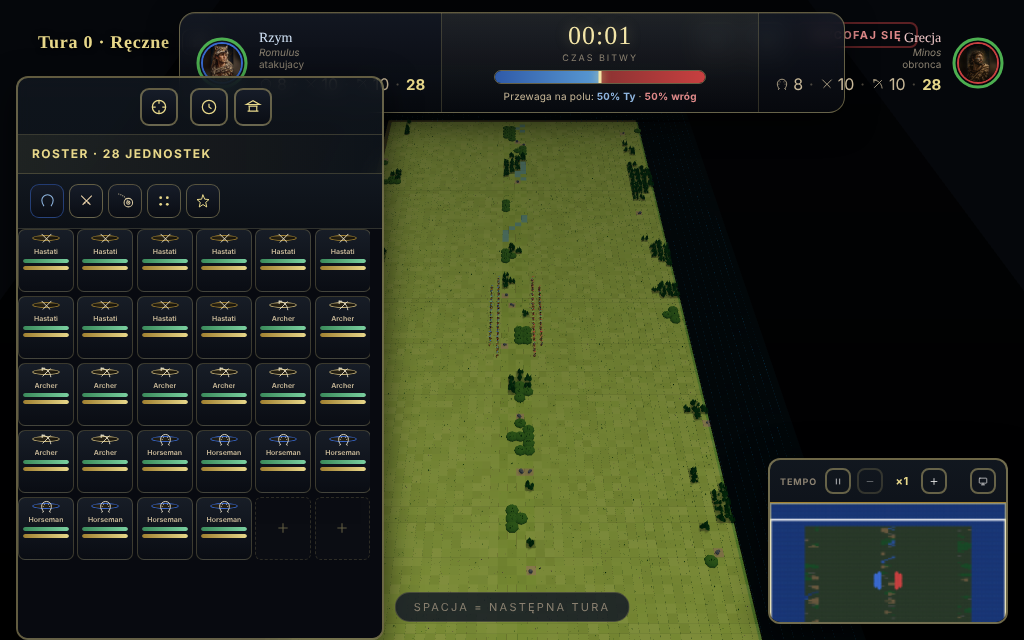 Tura 0 · Ręczne
Rzym
Romulus
atakujący
28
00:01
CZAS BITWY
Przewaga na polu: 50% Ty · 50% wróg
OFAJ SIĘ
Grecja
Minos
obrońca
8 · 10 · 10 · 28
ROSTER · 28 JEDNOSTEK
Hastati Hastati Hastati Hastati Hastati Hastati
Hastati Hastati Hastati Hastati Archer Archer
Archer Archer Archer Archer Archer Archer
Archer Archer Horseman Horseman Horseman Horseman
Horseman Horseman Horseman Horseman + +
TEMPO − ×1 +
SPACJA = NASTĘPNA TURA